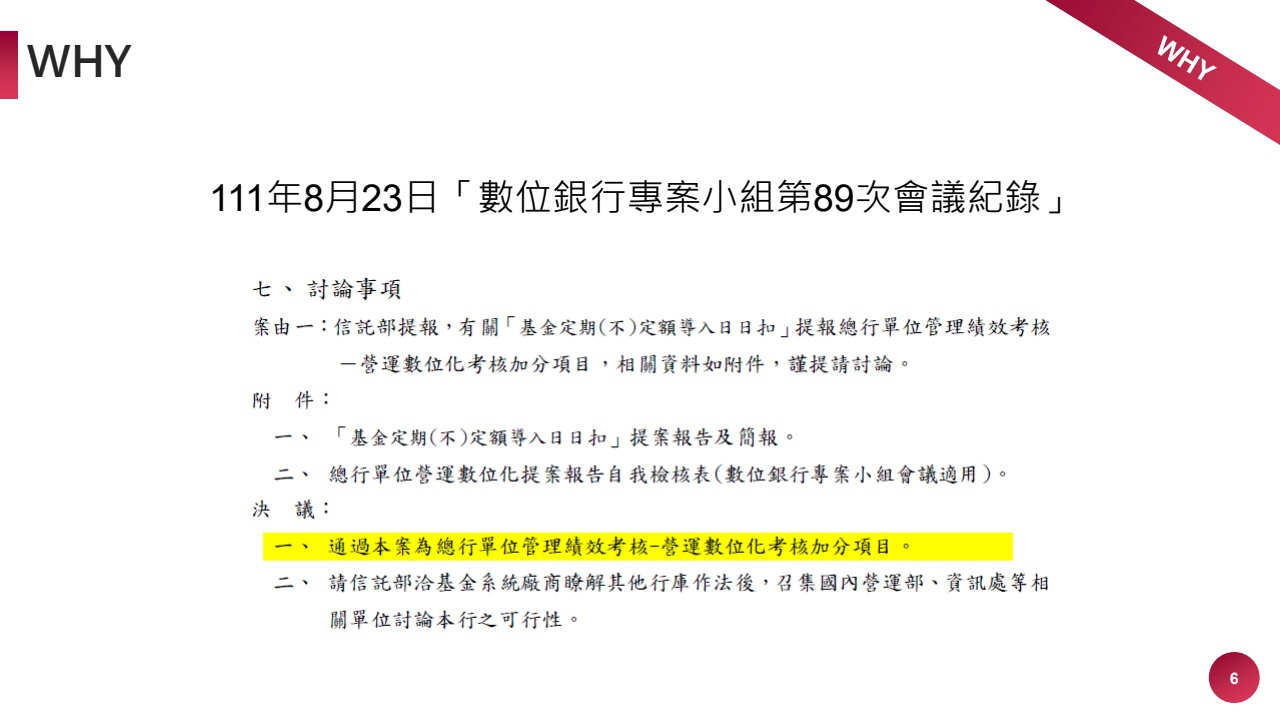 WHY
WHY
111年8月23日「數位銀行專案小組第89次會議紀錄」
七、討論事項
案由一：信託部提報，有關「基金定期(不)定額導入日日扣」提報總行單位管理績效考核
－營運數位化考核加分項目，相關資料如附件，謹提請討論。
附　件：
一、「基金定期(不)定額導入日日扣」提案報告及簡報。
二、總行單位營運數位化提案報告自我檢核表(數位銀行專案小組會議適用)。
決　議：
一、通過本案為總行單位管理績效考核-營運數位化考核加分項目。
二、請信託部洽基金系統廠商瞭解其他行庫作法後，召集國內營運部、資訊處等相
關單位討論本行之可行性。
6